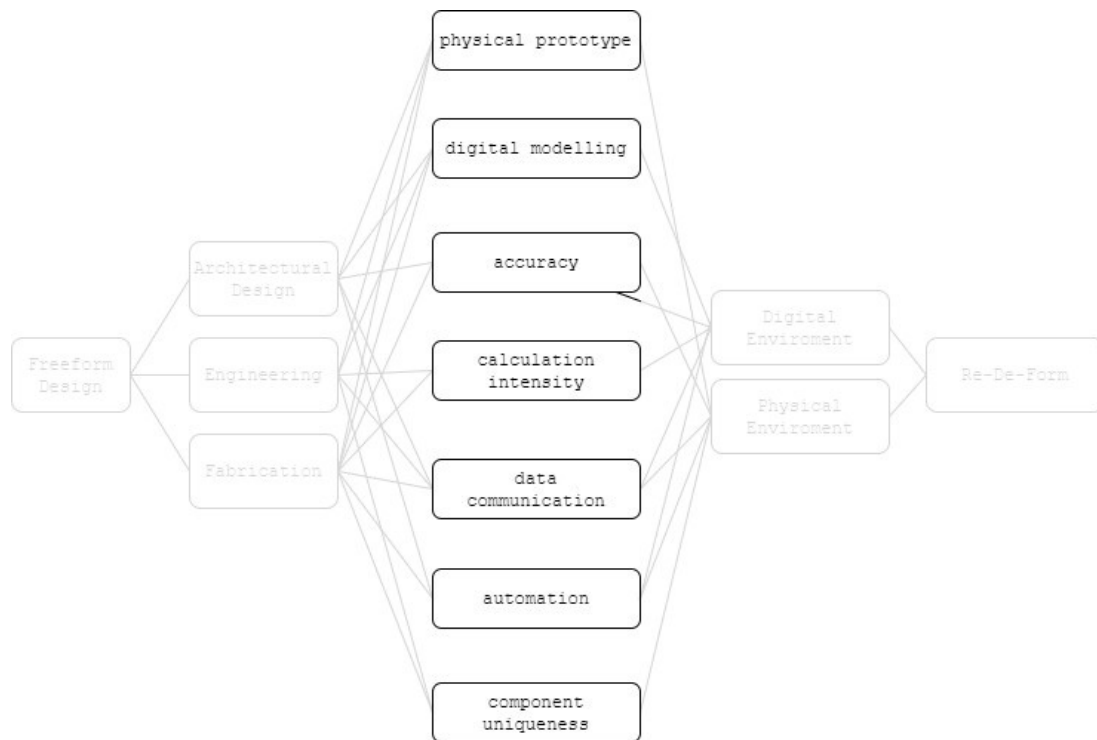 physical prototype
digital modelling
Architectural
Design
accuracy
Freeform
Design
Engineering
calculation
intensity
Digital
Enviroment
Re-De-Form
Physical
Enviroment
Fabrication
data
communication
automation
component
uniqueness